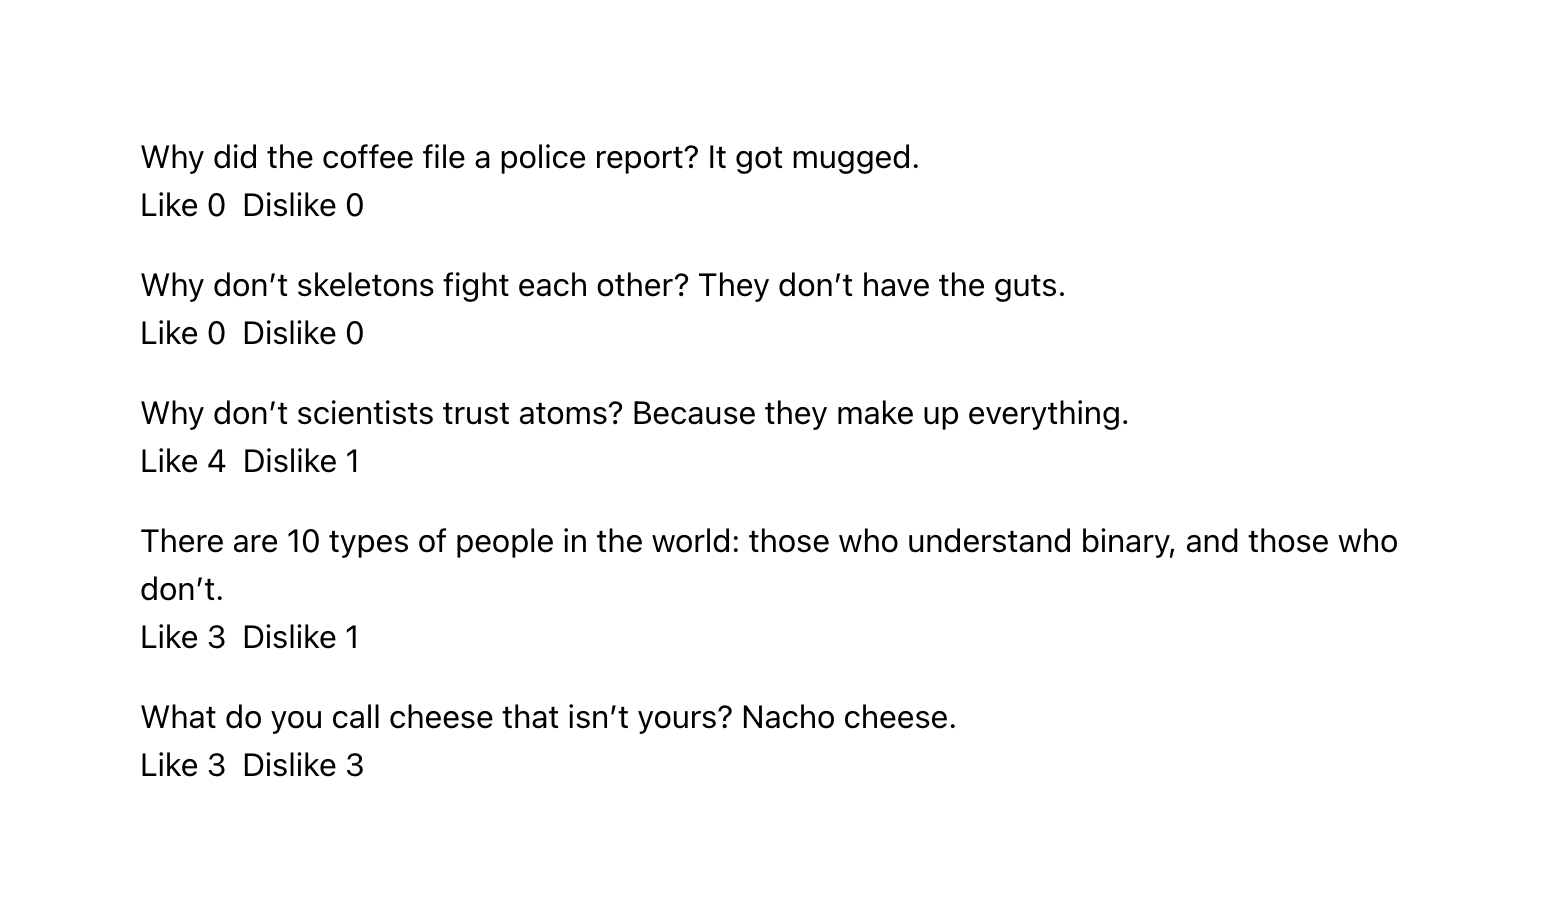 Why did the coffee file a police report? It got mugged.
Like 0  Dislike 0
Why don’t skeletons fight each other? They don’t have the guts.
Like 0  Dislike 0
Why don’t scientists trust atoms? Because they make up everything.
Like 4  Dislike 1
There are 10 types of people in the world: those who understand binary, and those who
don’t.
Like 3  Dislike 1
What do you call cheese that isn’t yours? Nacho cheese.
Like 3  Dislike 3